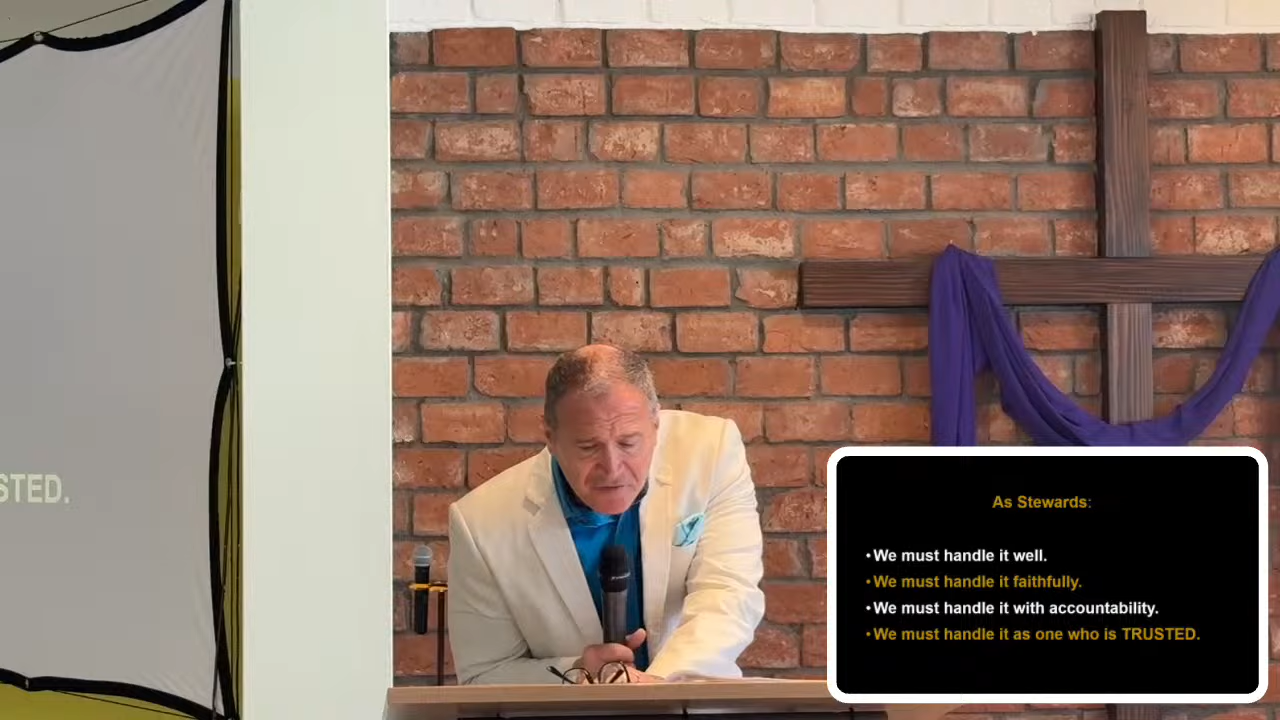 STED.
As Stewards:
•We must handle it well.
•We must handle it faithfully.
•We must handle it with accountability.
•We must handle it as one who is TRUSTED.